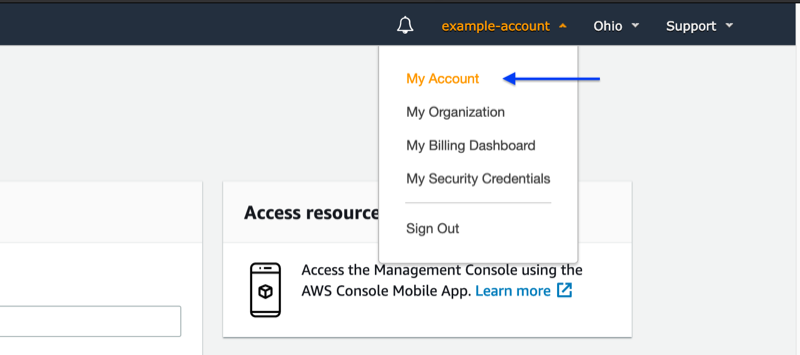 example-account Ohio Support
My Account
My Organization
My Billing Dashboard
My Security Credentials
Sign Out
Access resource
Access the Management Console using the
AWS Console Mobile App. Learn more